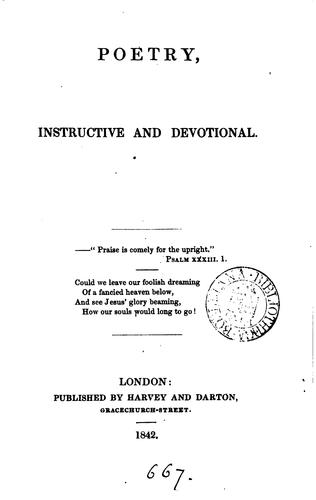 POETRY,
INSTRUCTIVE AND DEVOTIONAL.
—"Praise is comely for the upright."
PSALM XXXIII. 1.
Could we leave our foolish dreaming
Of a fancied heaven below,
And see Jesus' glory beaming,
How our souls would long to go!
BIBLIOTHECA
BODLEIANA
LONDON:
PUBLISHED BY HARVEY AND DARTON,
GRACECHURCH-STREET.
1842.
667.